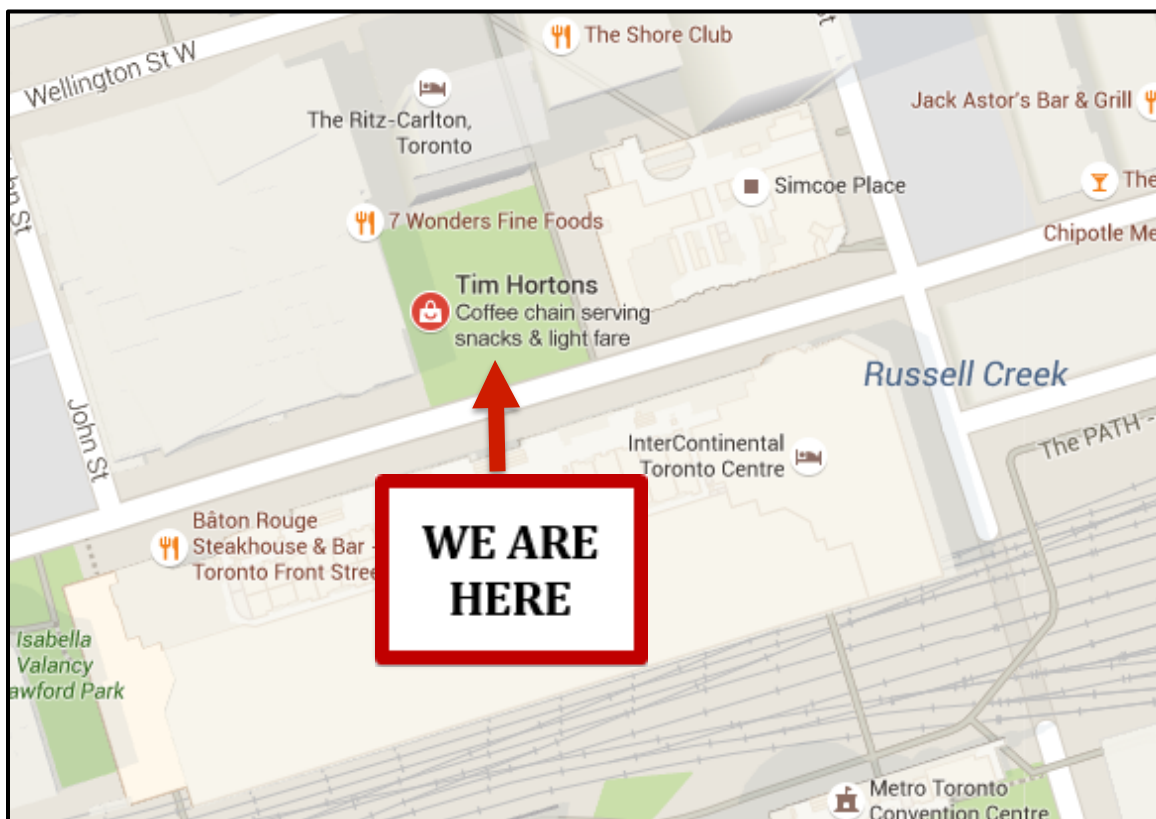 Wellington St W
The Shore Club
The Ritz-Carlton,
Toronto
Jack Astor's Bar & Grill
Simcoe Place
The
7 Wonders Fine Foods
Chipotle Me
Tim Hortons
Coffee chain serving
snacks & light fare
Russell Creek
John St
InterContinental
Toronto Centre
The PATH -
WE ARE
HERE
Bâton Rouge
Steakhouse & Bar -
Toronto Front Stree
Isabella
Valancy
awford Park
Metro Toronto
Convention Centre
hn St
st